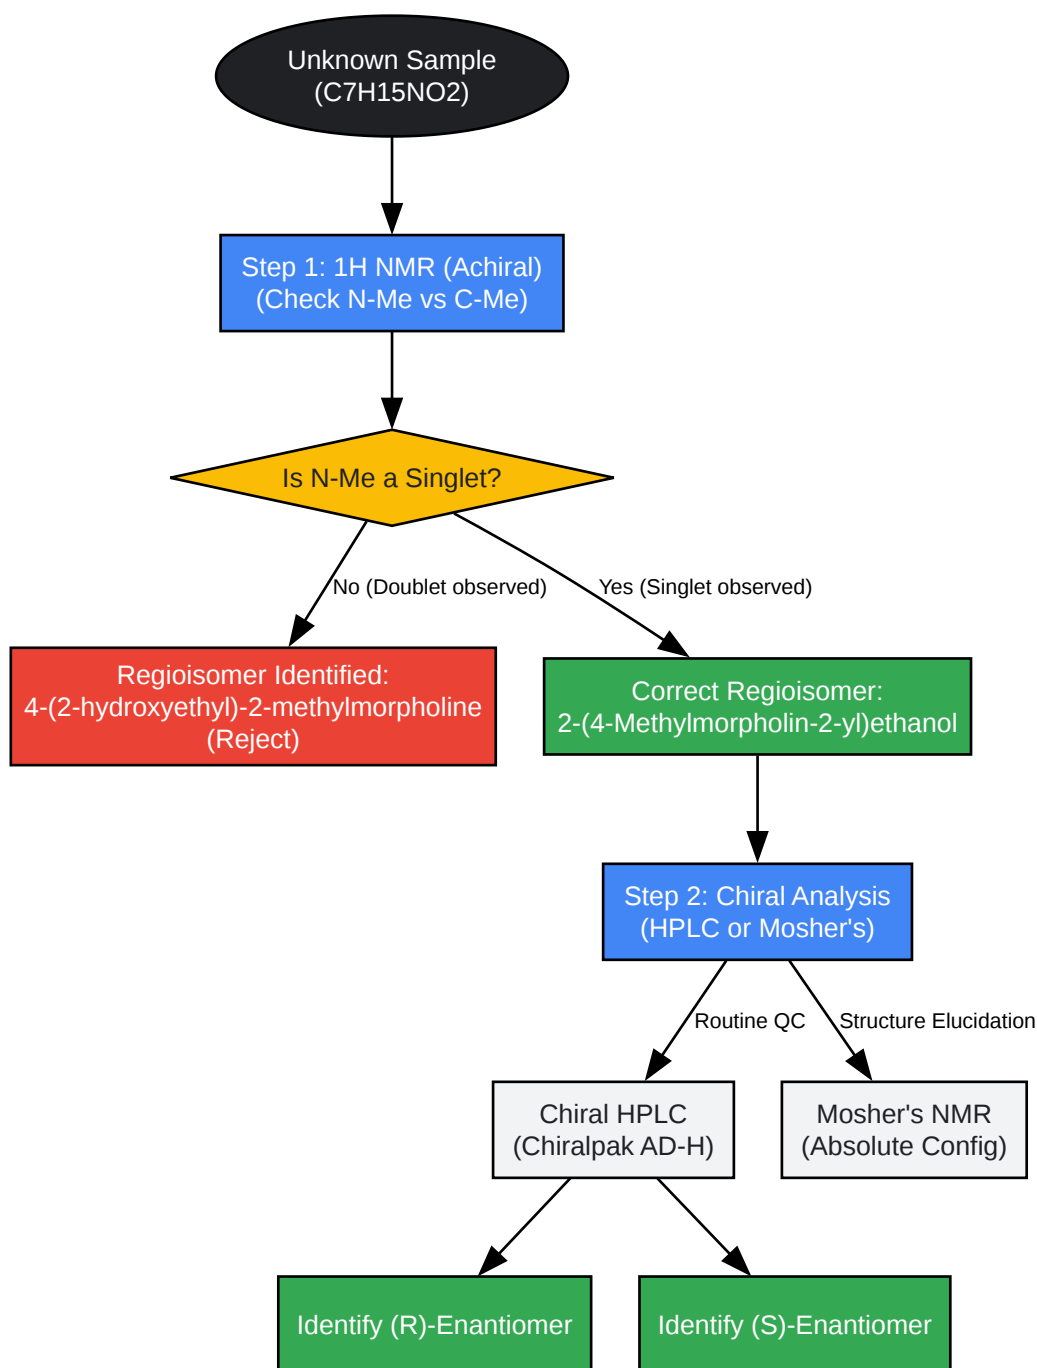 Unknown Sample
(C7H15NO2)
Step 1: 1H NMR (Achiral)
(Check N-Me vs C-Me)
Is N-Me a Singlet?
No (Doublet observed)
Yes (Singlet observed)
Regioisomer Identified:
4-(2-hydroxyethyl)-2-methylmorpholine
(Reject)
Correct Regioisomer:
2-(4-Methylmorpholin-2-yl)ethanol
Step 2: Chiral Analysis
(HPLC or Mosher's)
Routine QC
Structure Elucidation
Chiral HPLC
(Chiralpak AD-H)
Mosher's NMR
(Absolute Config)
Identify (R)-Enantiomer
Identify (S)-Enantiomer